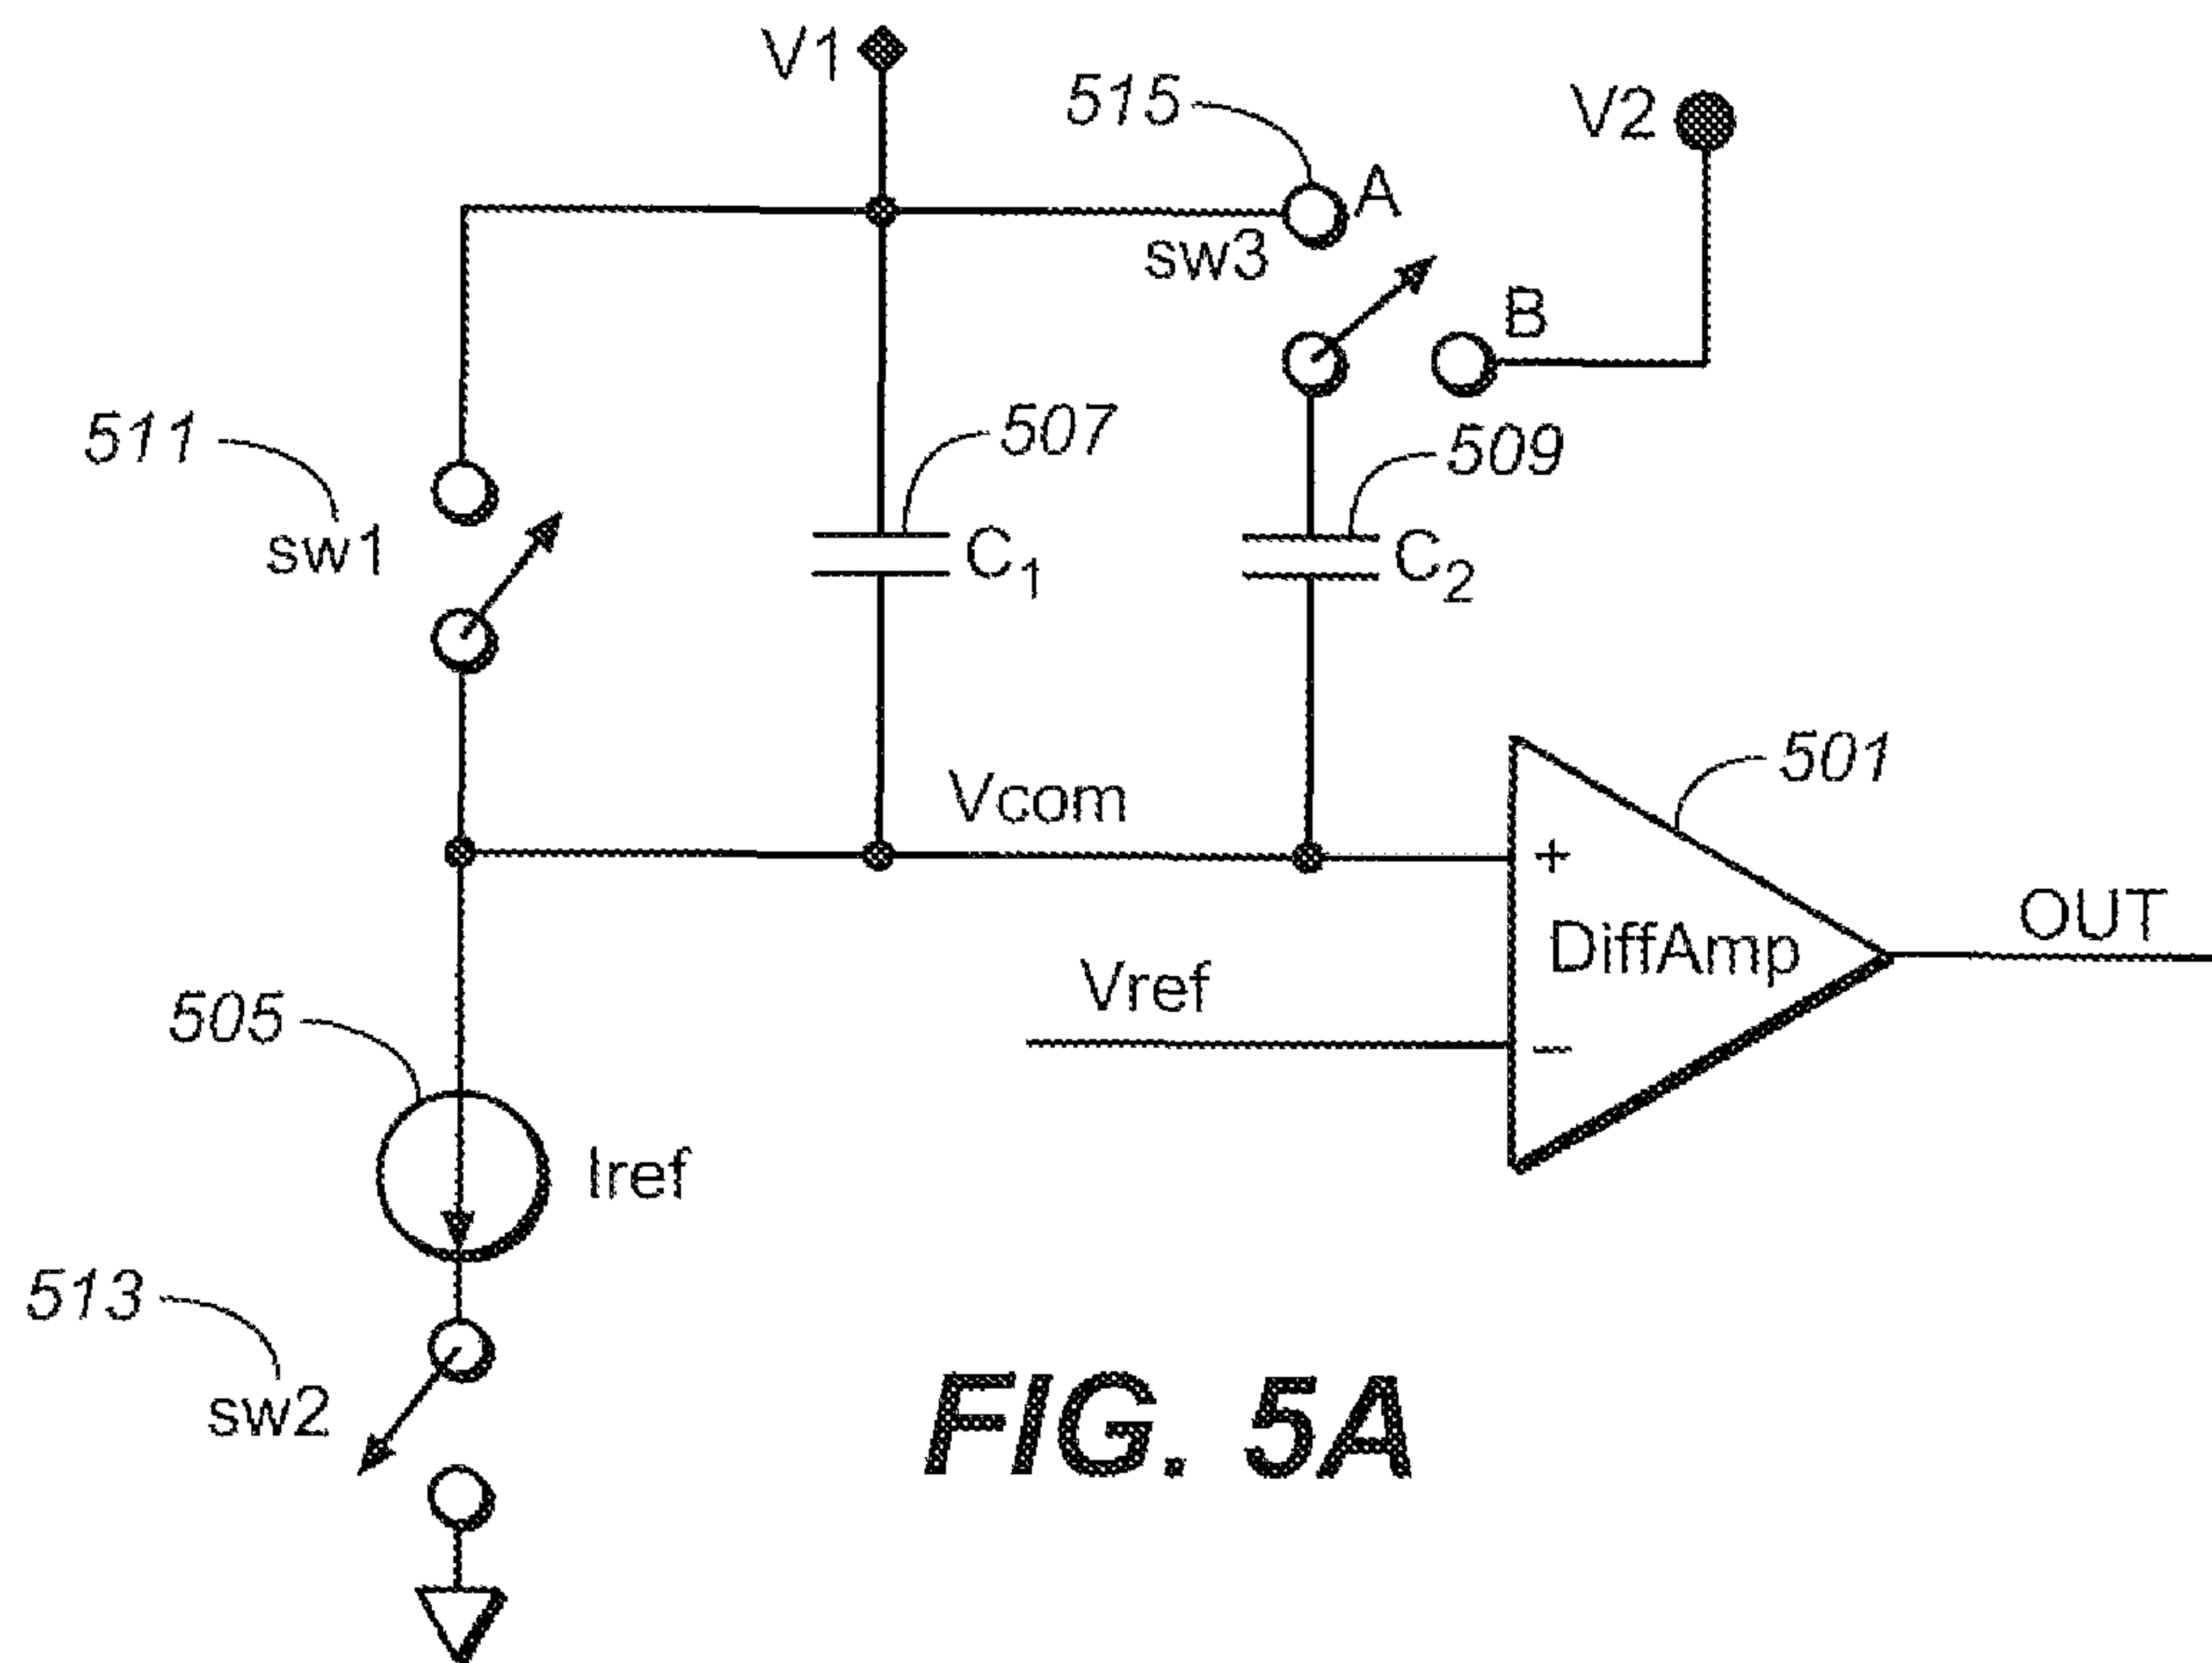 V1
515
V2
A
sw3
B
511
507
509
sw1
C1
C2
501
Vcom
+
DiffAmp
OUT
Vref
−
505
Iref
513
sw2
FIG. 5A